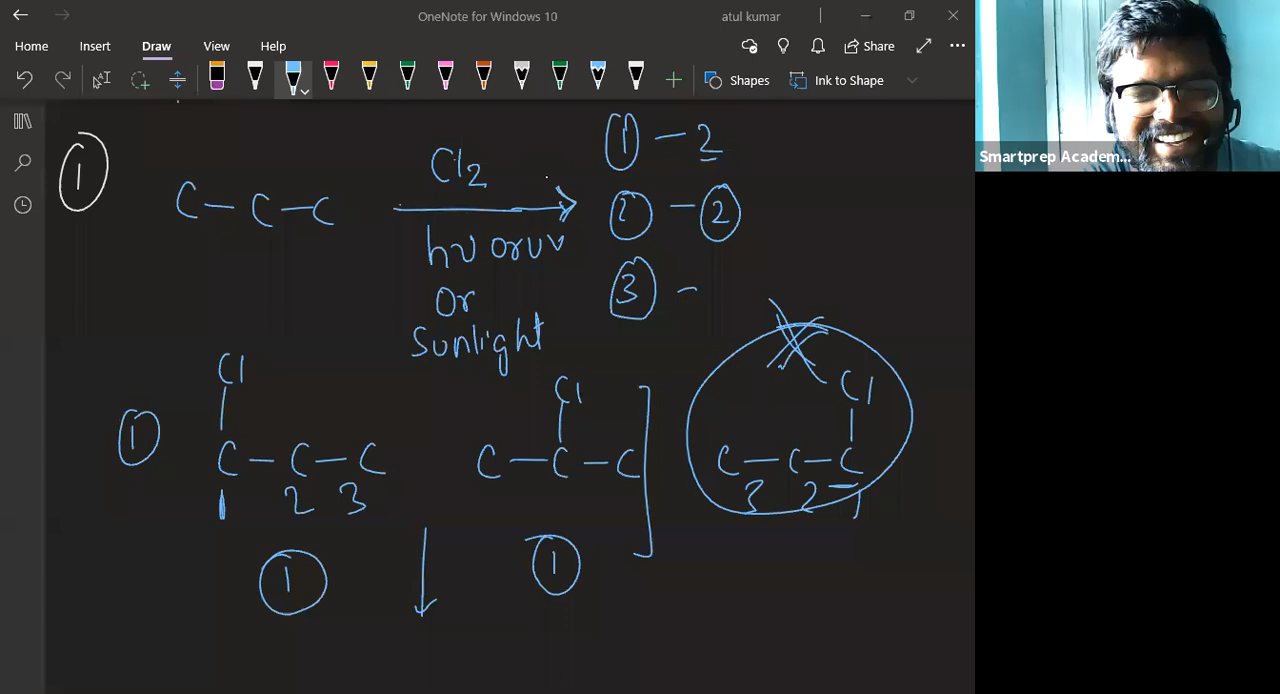 OneNote for Windows 10
atul kumar
Home Insert Draw View Help
Share
Shapes
Ink to Shape
Smartprep Academ...
1
C - C - C
Cl2
hν or uv
or
Sunlight
1 - 2
2 - 2
3 -
1
Cl
C - C - C
1 2 3
1
Cl
C - C - C
1
Cl
C - C - C
3 2 1